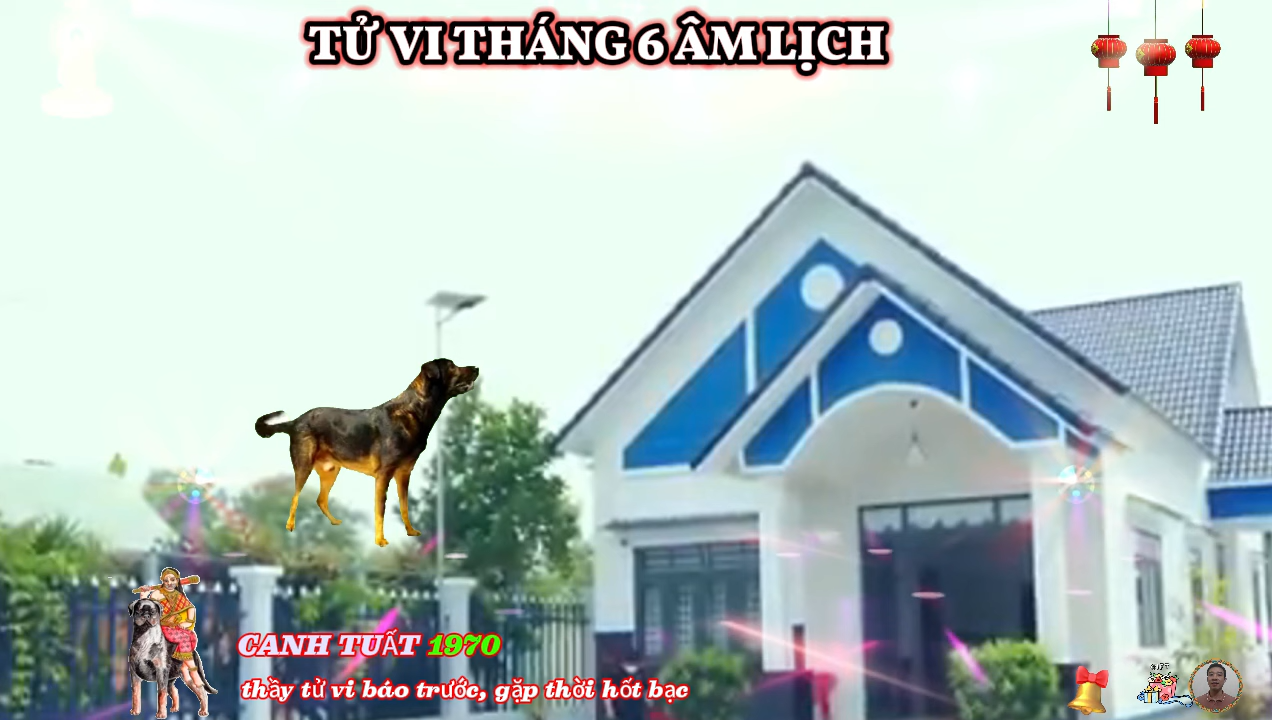 TỬ VI THÁNG 6 ÂM LỊCH
CANH TUẤT 1970
thầy tử vi báo trước, gặp thời hốt bạc